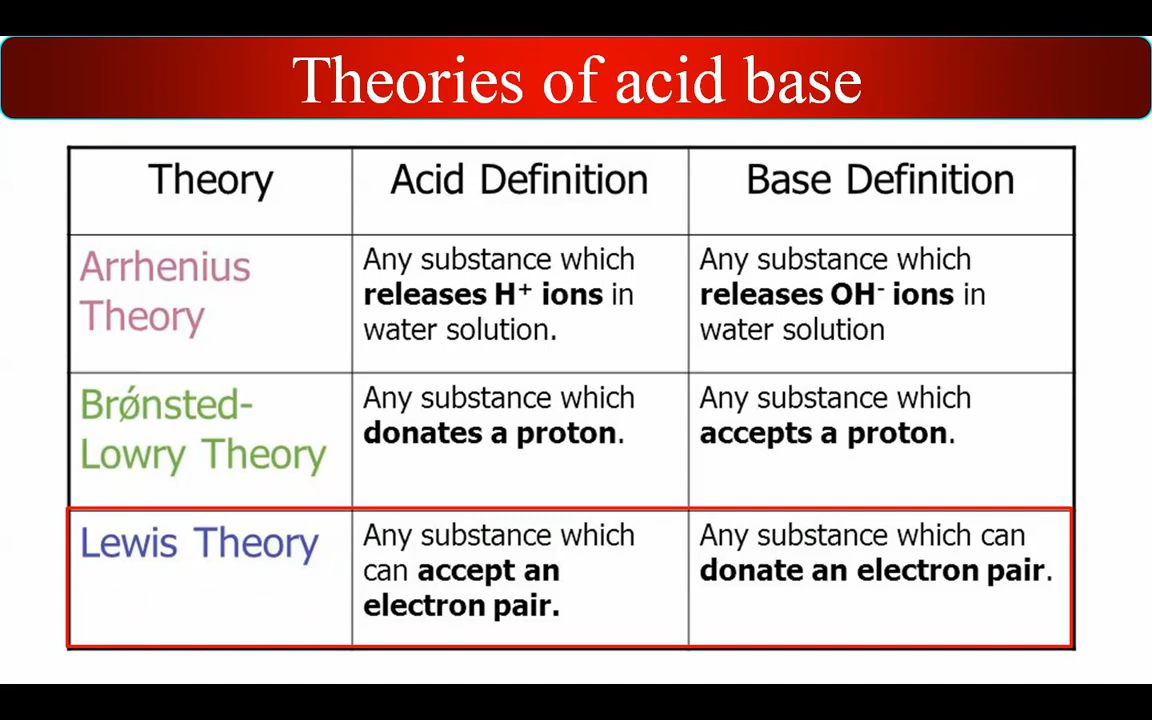 Theories of acid base
Theory
Acid Definition
Base Definition
Arrhenius
Theory
Any substance which
releases H⁺ ions in
water solution.
Any substance which
releases OH⁻ ions in
water solution
Brǿnsted-
Lowry Theory
Any substance which
donates a proton.
Any substance which
accepts a proton.
Lewis Theory
Any substance which
can accept an
electron pair.
Any substance which can
donate an electron pair.